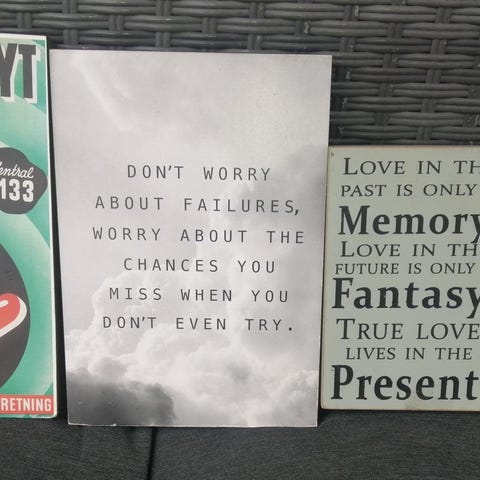 YT
entral
133
RETNING
DON'T WORRY
ABOUT FAILURES,
WORRY ABOUT THE
CHANCES YOU
MISS WHEN YOU
DON'T EVEN TRY.
LOVE IN TH
PAST IS ONLY
Memory
LOVE IN TH
FUTURE IS ONLY
Fantasy
TRUE LOVE
LIVES IN THE
Present